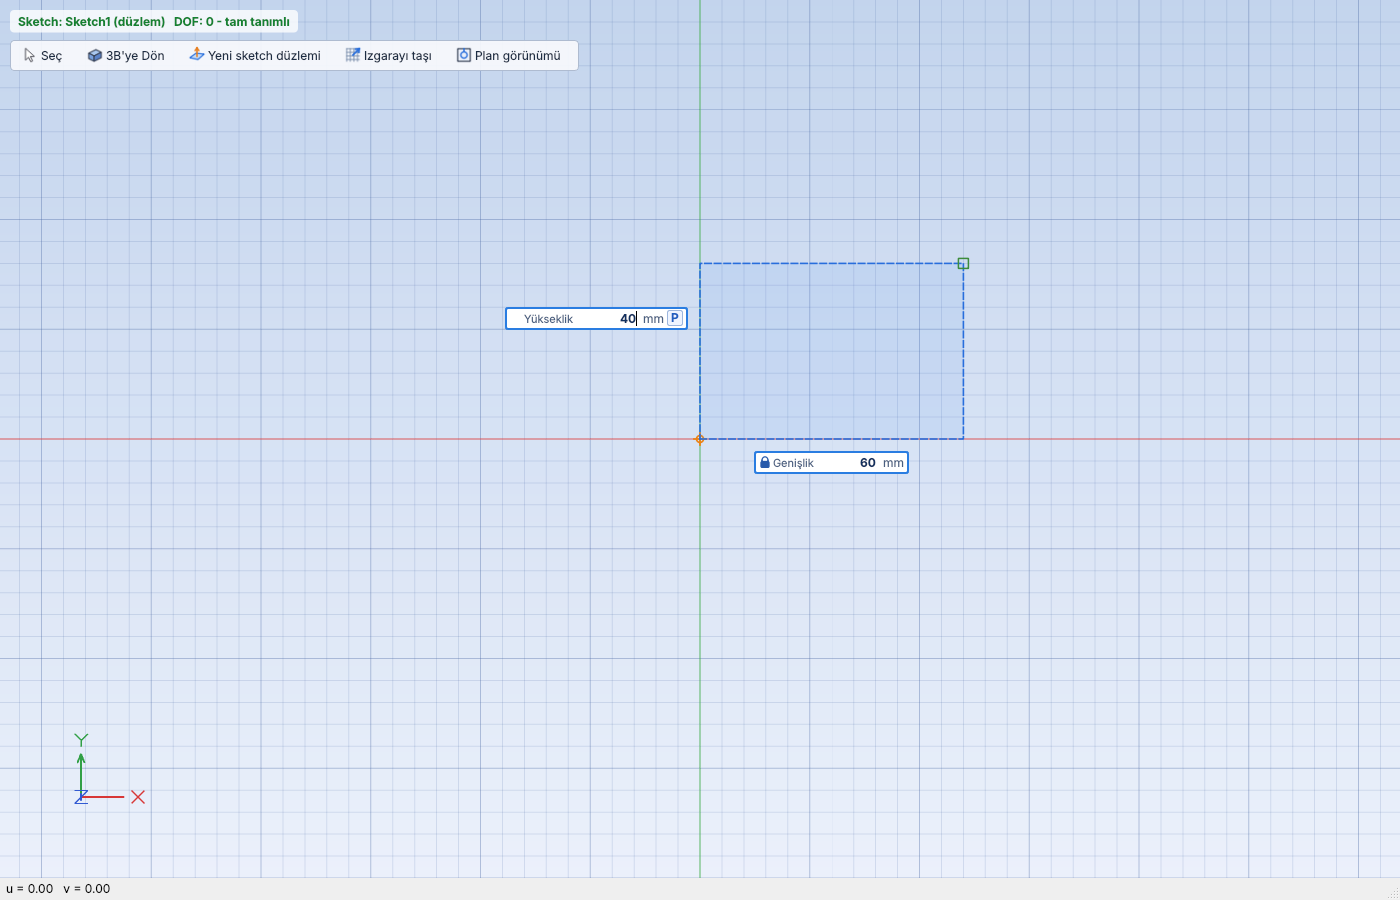 Sketch: Sketch1 (düzlem)   DOF: 0 - tam tanımlı
Seç   3B'ye Dön   Yeni sketch düzlemi   Izgarayı taşı   Plan görünümü
Yükseklik 40 mm P
Genişlik 60 mm
Y
Z X
u = 0.00   v = 0.00